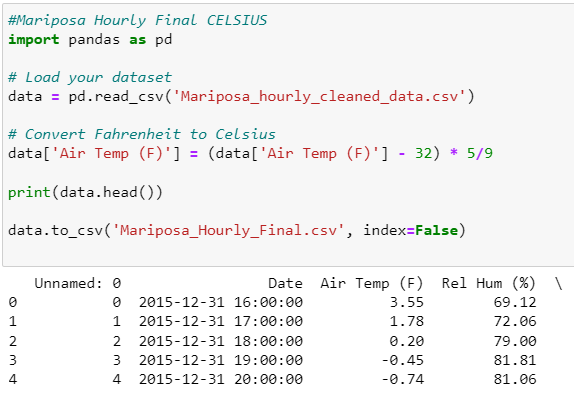 #Mariposa Hourly Final CELSIUS
import pandas as pd
# Load your dataset
data = pd.read_csv('Mariposa_hourly_cleaned_data.csv')
# Convert Fahrenheit to Celsius
data['Air Temp (F)'] = (data['Air Temp (F)'] - 32) * 5/9
print(data.head())
data.to_csv('Mariposa_Hourly_Final.csv', index=False)
Unnamed: 0 Date Air Temp (F) Rel Hum (%) \
0 0 2015-12-31 16:00:00 3.55 69.12
1 1 2015-12-31 17:00:00 1.78 72.06
2 2 2015-12-31 18:00:00 0.20 79.00
3 3 2015-12-31 19:00:00 -0.45 81.81
4 4 2015-12-31 20:00:00 -0.74 81.06